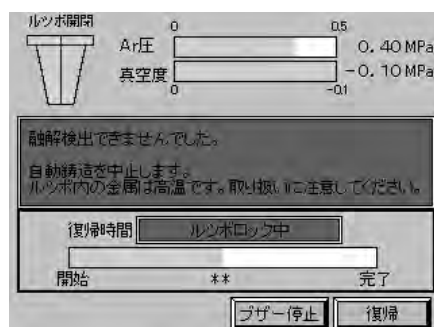 ルツボ開閉
0 0.5
Ar圧 0.40MPa
真空度 -0.10MPa
0 -0.1
融解検出できませんでした。
自動鋳造を中止します。
ルツボ内の金属は高温です。取り扱いに注意してください。
復帰時間 ルツボロック中
開始 ** 完了
ブザー停止 復帰